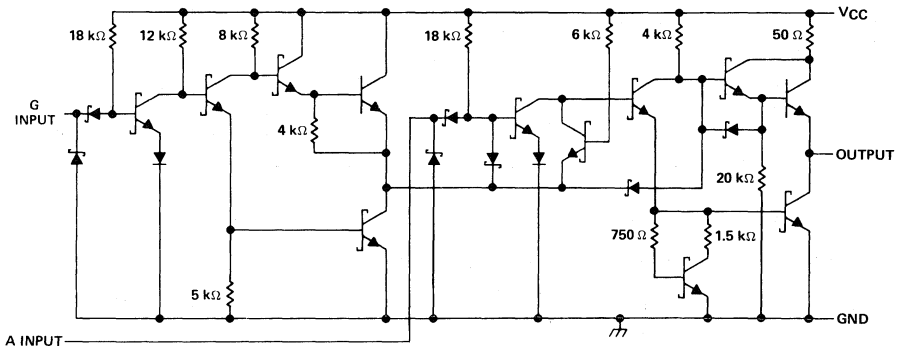 VCC
18 kΩ
12 kΩ
8 kΩ
18 kΩ
6 kΩ
4 kΩ
50 Ω
G
INPUT
4 kΩ
OUTPUT
20 kΩ
750 Ω
1.5 kΩ
5 kΩ
GND
A INPUT